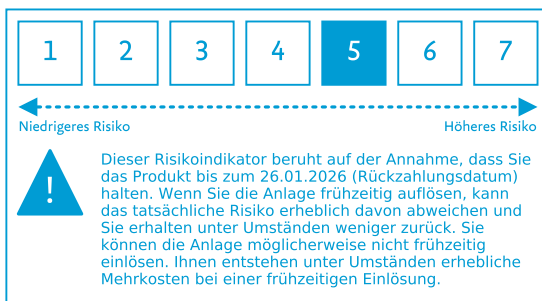 1 2 3 4 5 6 7
Niedrigeres Risiko Höheres Risiko
! Dieser Risikoindikator beruht auf der Annahme, dass Sie
das Produkt bis zum 26.01.2026 (Rückzahlungsdatum)
halten. Wenn Sie die Anlage frühzeitig auflösen, kann
das tatsächliche Risiko erheblich davon abweichen und
Sie erhalten unter Umständen weniger zurück. Sie
können die Anlage möglicherweise nicht frühzeitig
einlösen. Ihnen entstehen unter Umständen erhebliche
Mehrkosten bei einer frühzeitigen Einlösung.